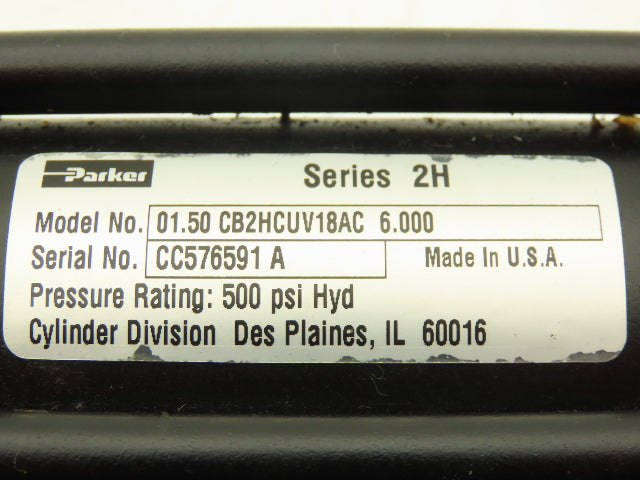 Parker Series 2H
Model No. 01.50 CB2HCUV18AC 6.000
Serial No. CC576591 A Made In U.S.A.
Pressure Rating: 500 psi Hyd
Cylinder Division Des Plaines, IL 60016